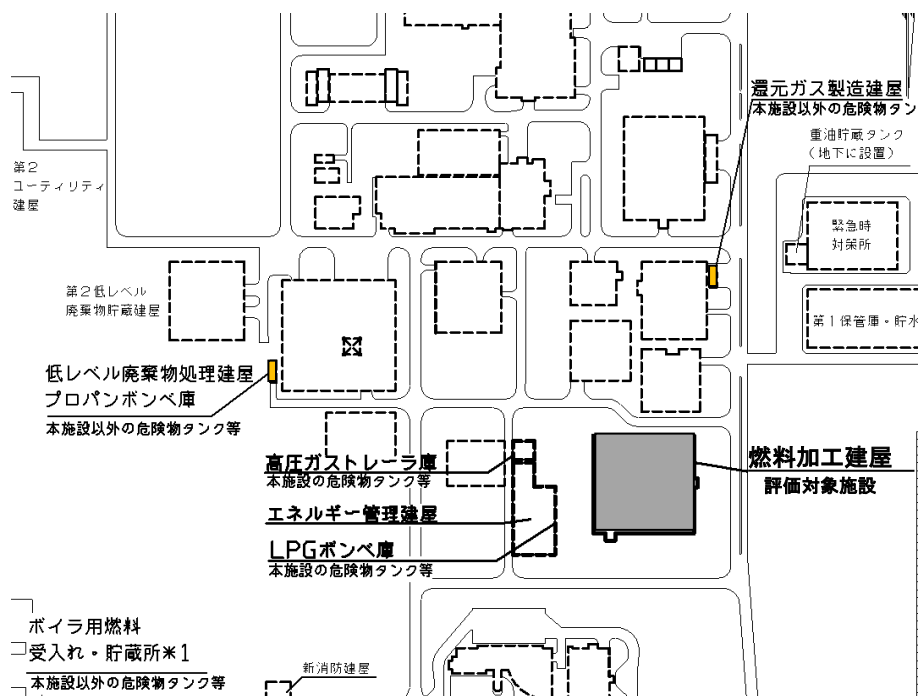 還元ガス製造建屋
本施設以外の危険物タン
重油貯蔵タンク
（地下に設置）
第2
ユーティリティ
建屋
緊急時
対策所
第2低レベル
廃棄物貯蔵建屋
第1保管庫・貯水
低レベル廃棄物処理建屋
プロパンボンベ庫
本施設以外の危険物タンク等
高圧ガストレーラ庫
本施設の危険物タンク等
燃料加工建屋
評価対象施設
エネルギー管理建屋
LPGボンベ庫
本施設の危険物タンク等
ボイラ用燃料
受入れ・貯蔵所※1
本施設以外の危険物タンク等
新消防建屋